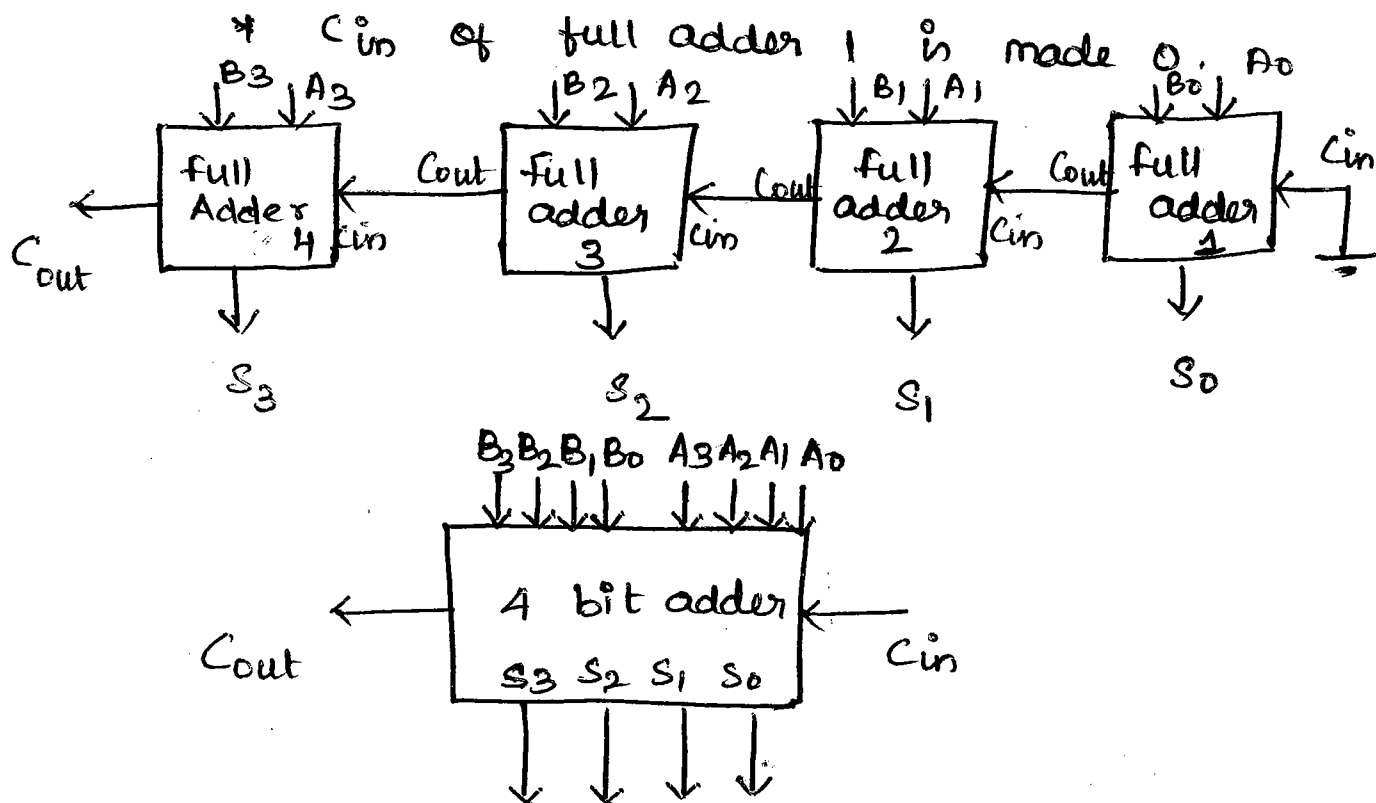 * Cin of full adder 1 is made 0.
B3 A3 B2 A2 B1 A1 B0 A0
full Adder 4 Cin
Cout full adder 3 Cin
Cout full adder 2 Cin
Cout full adder 1 Cin
Cout
S3 S2 S1 S0
B3 B2 B1 B0 A3 A2 A1 A0
4 bit adder
Cout Cin
S3 S2 S1 S0